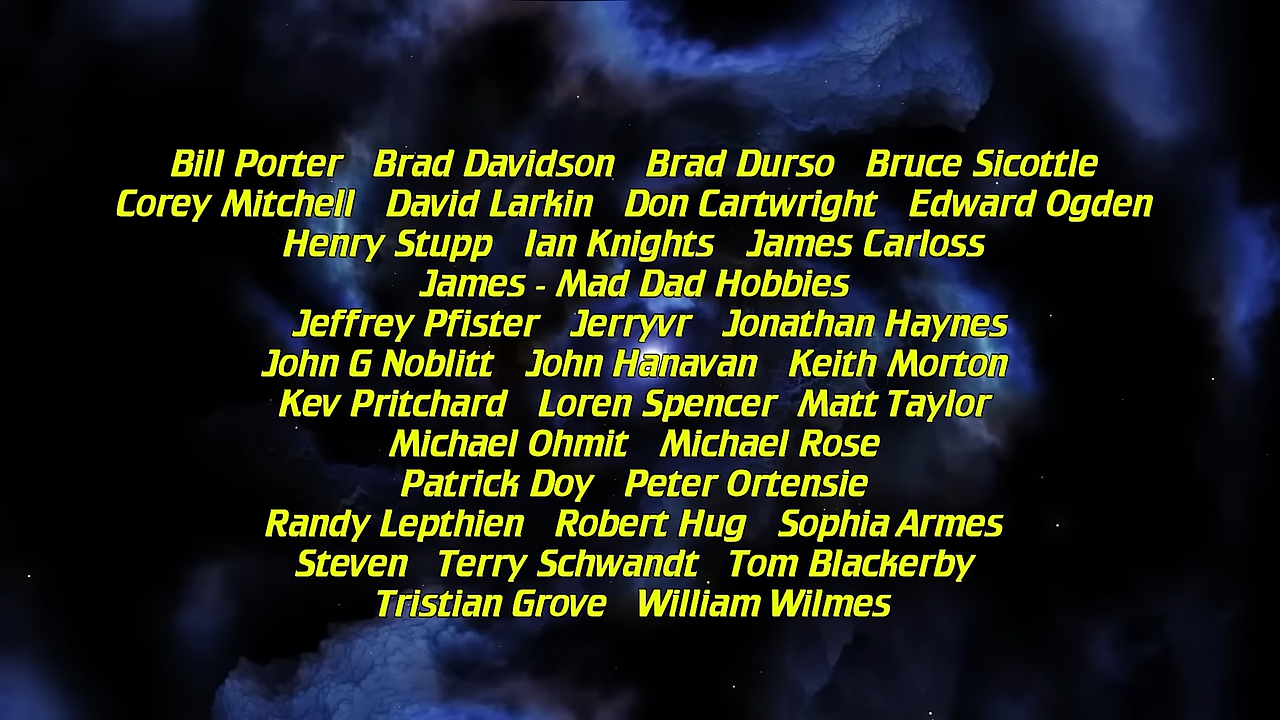 Bill Porter Brad Davidson Brad Durso Bruce Sicottle
Corey Mitchell David Larkin Don Cartwright Edward Ogden
Henry Stupp Ian Knights James Carloss
James - Mad Dad Hobbies
Jeffrey Pfister Jerryvr Jonathan Haynes
John G Noblitt John Hanavan Keith Morton
Kev Pritchard Loren Spencer Matt Taylor
Michael Ohmit Michael Rose
Patrick Doy Peter Ortensie
Randy Lepthien Robert Hug Sophia Armes
Steven Terry Schwandt Tom Blackerby
Tristian Grove William Wilmes